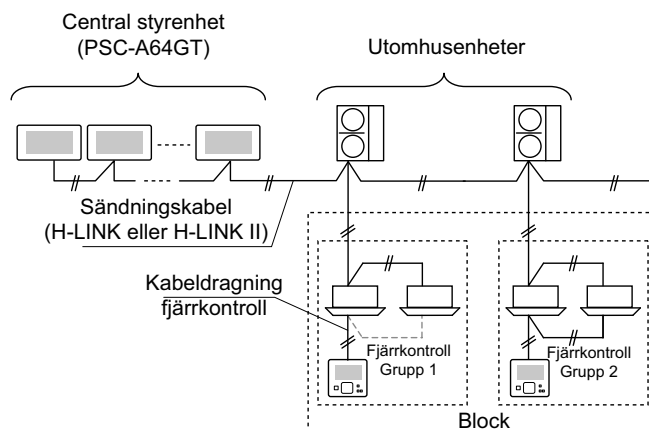 Central styrenhet
(PSC-A64GT)
Utomhusenheter
Sändningskabel
(H-LINK eller H-LINK II)
Kabeldragning
fjärrkontroll
Fjärrkontroll
Grupp 1
Fjärrkontroll
Grupp 2
Block